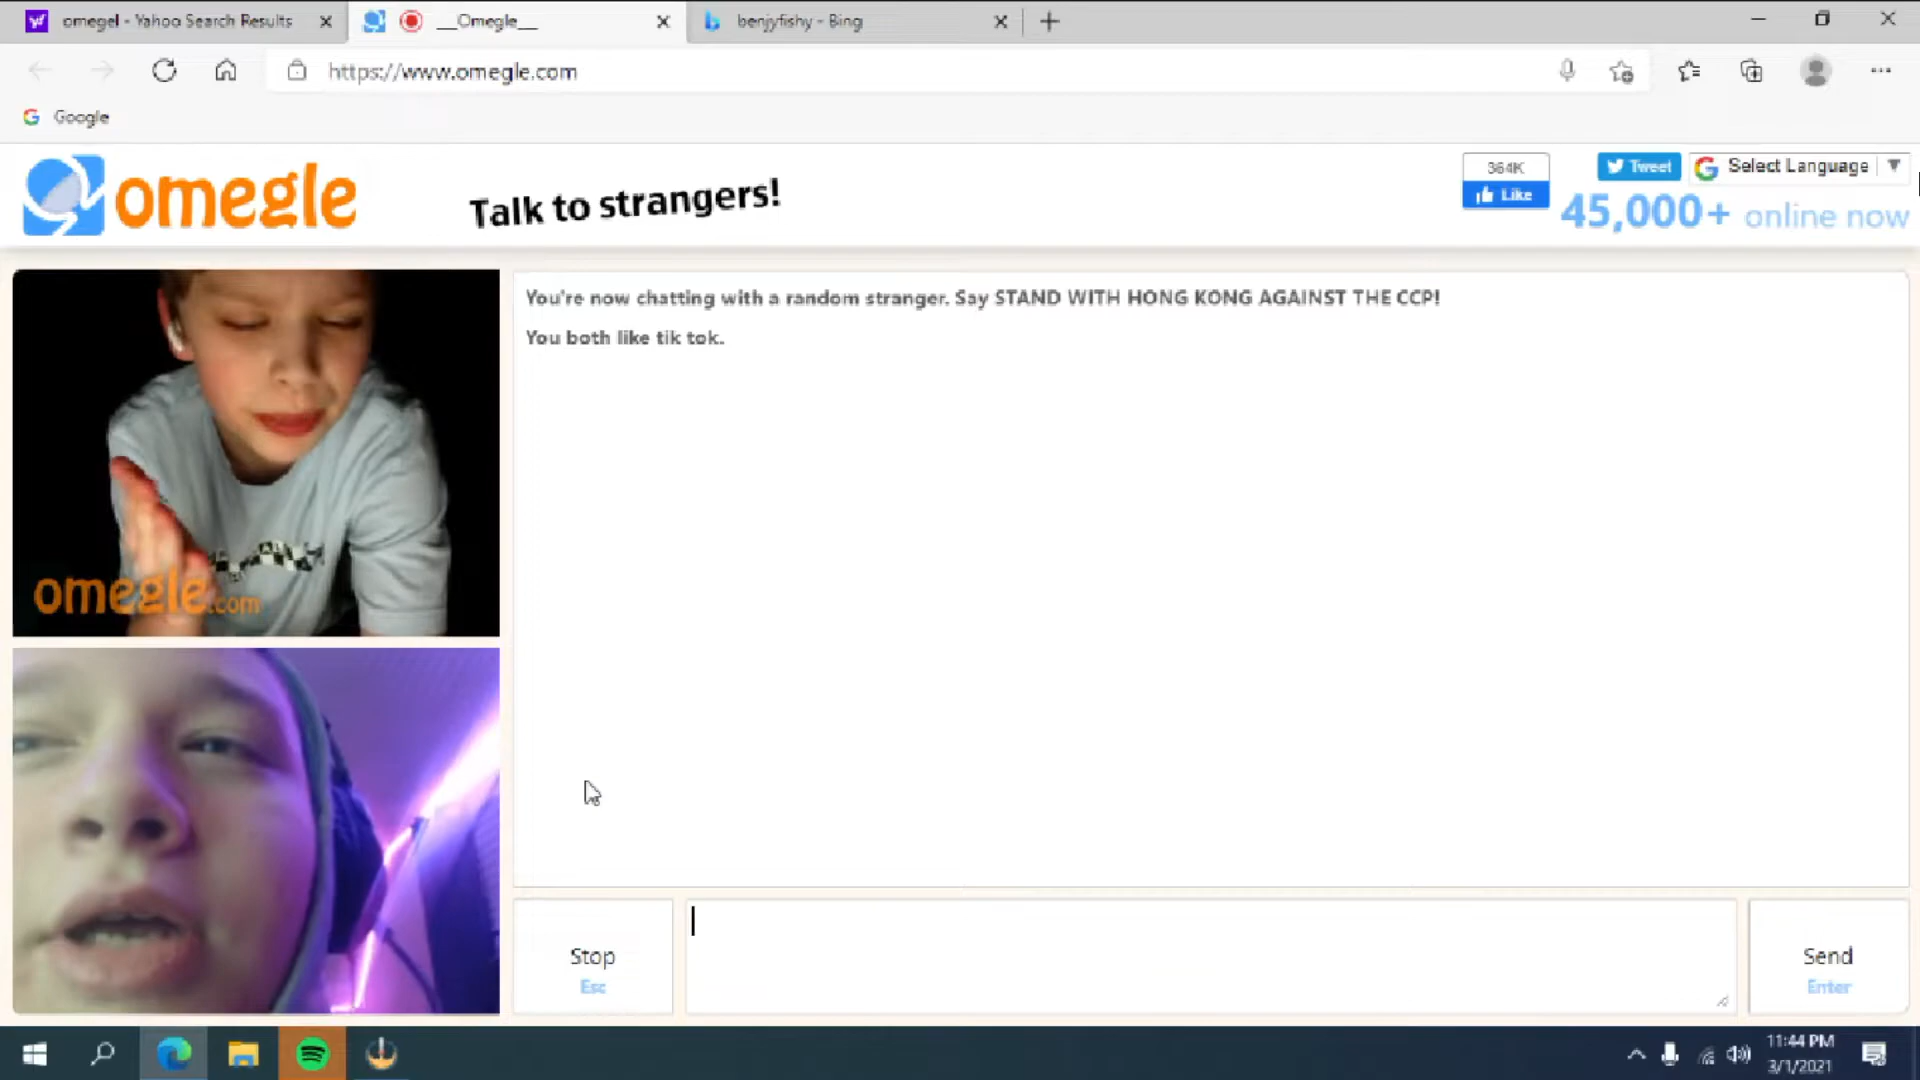 omegel - Yahoo Search Results
__Omegle__
benjyfishy - Bing
https://www.omegle.com
Google
omegle
Talk to strangers!
364K
Like
Tweet
Select Language
45,000+ online now
You're now chatting with a random stranger. Say STAND WITH HONG KONG AGAINST THE CCP!
You both like tik tok.
omegle.com
Stop
Esc
Send
Enter
11:44 PM
3/1/2021